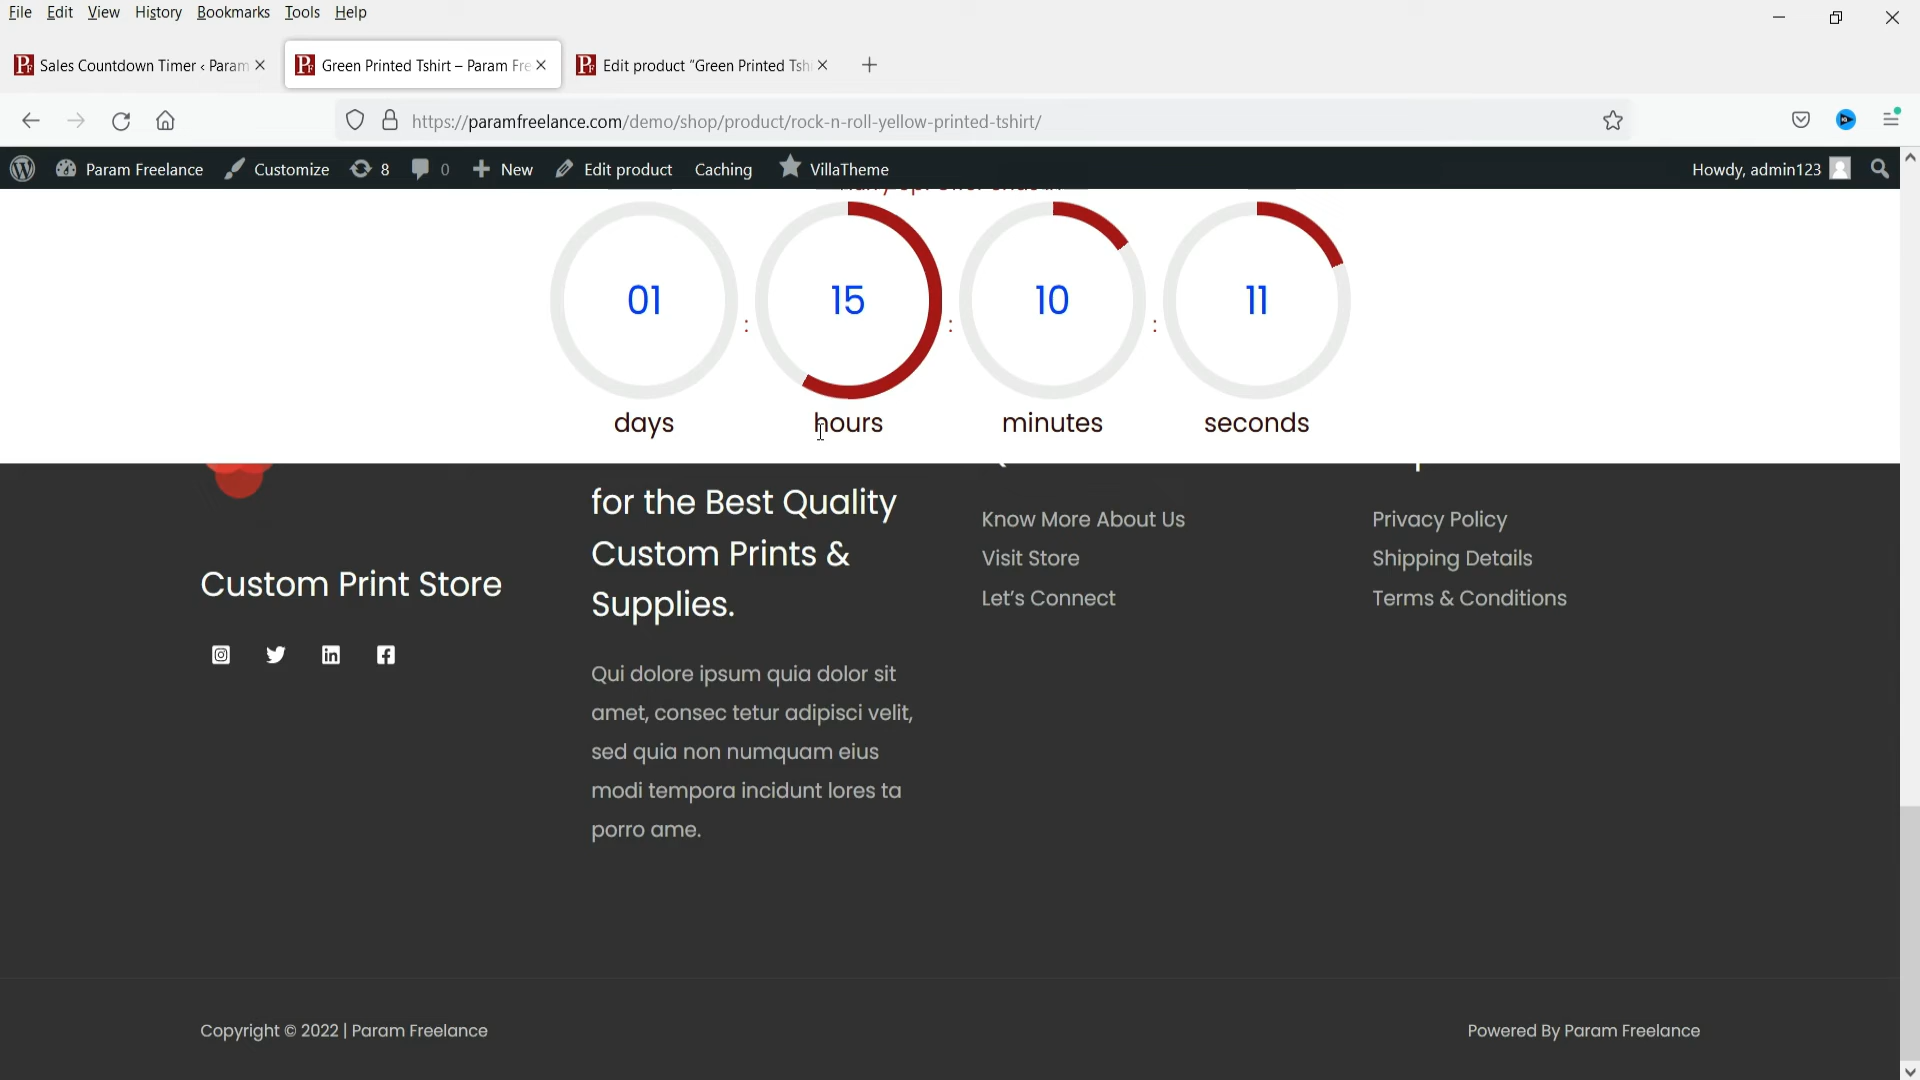 File Edit View History Bookmarks Tools Help
Sales Countdown Timer ‹ Param
Green Printed Tshirt – Param Fre
Edit product “Green Printed Tsh
https://paramfreelance.com/demo/shop/product/rock-n-roll-yellow-printed-tshirt/
Param Freelance Customize 8 0 New Edit product Caching VillaTheme Howdy, admin123
01 : 15 : 10 : 11
days hours minutes seconds
for the Best Quality
Custom Prints &
Supplies.
Custom Print Store
Qui dolore ipsum quia dolor sit
amet, consec tetur adipisci velit,
sed quia non numquam eius
modi tempora incidunt lores ta
porro ame.
Know More About Us
Visit Store
Let’s Connect
Privacy Policy
Shipping Details
Terms & Conditions
Copyright © 2022 | Param Freelance
Powered By Param Freelance